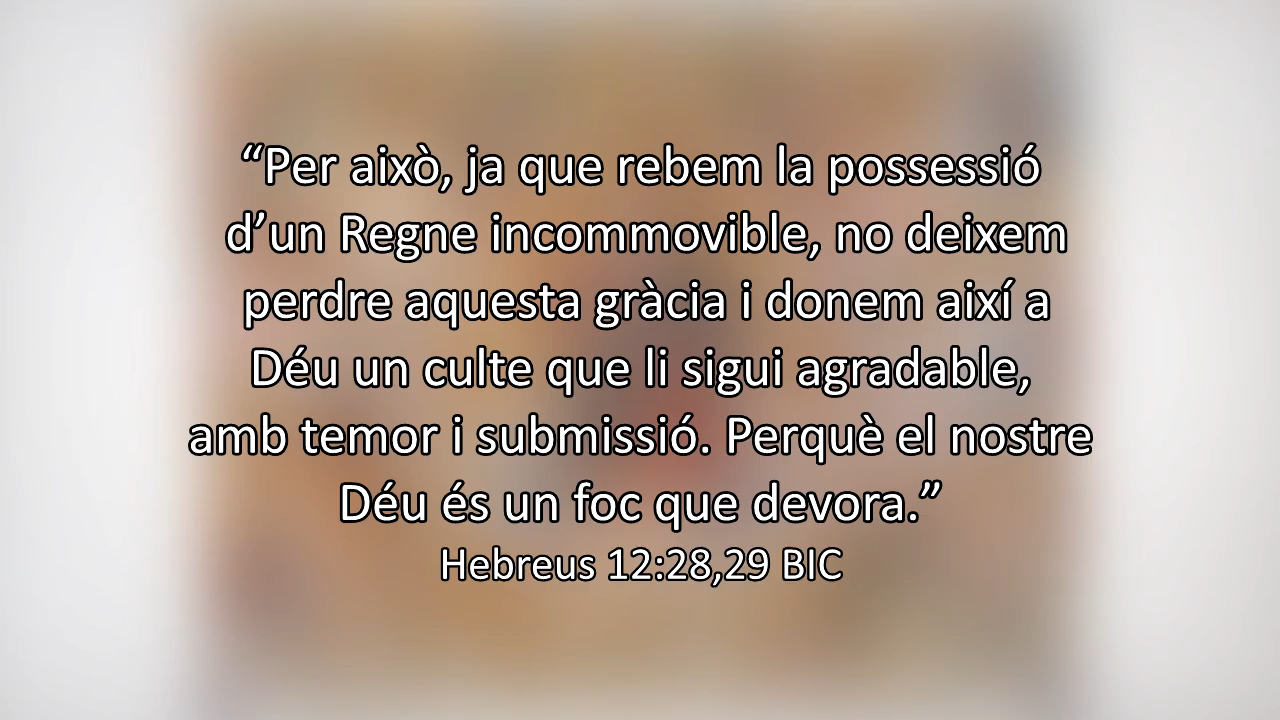 “Per això, ja que rebem la possessió
d’un Regne incommovible, no deixem
perdre aquesta gràcia i donem així a
Déu un culte que li sigui agradable,
amb temor i submissió. Perquè el nostre
Déu és un foc que devora.”
Hebreus 12:28,29 BIC